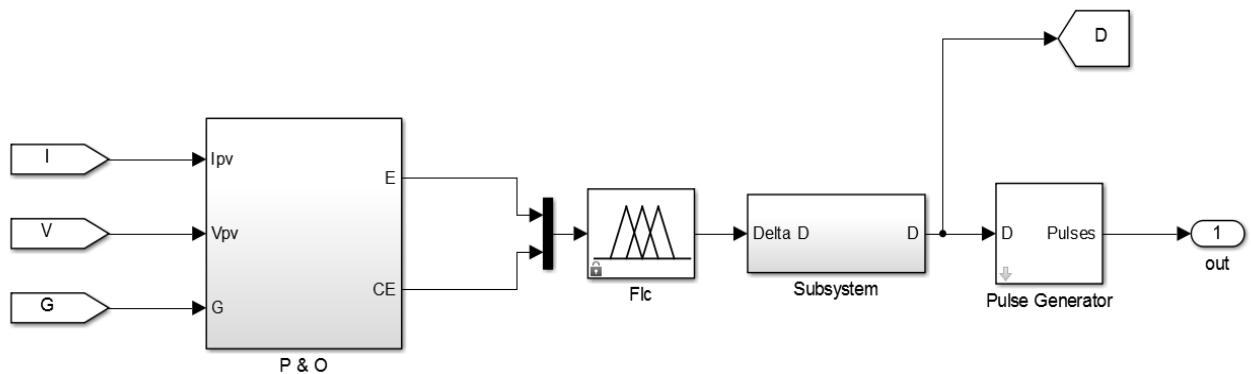 D
I
V
G
Ipv
Vpv
G
E
CE
P & O
Flc
Delta D
D
Subsystem
D
Pulses
Pulse Generator
1
out